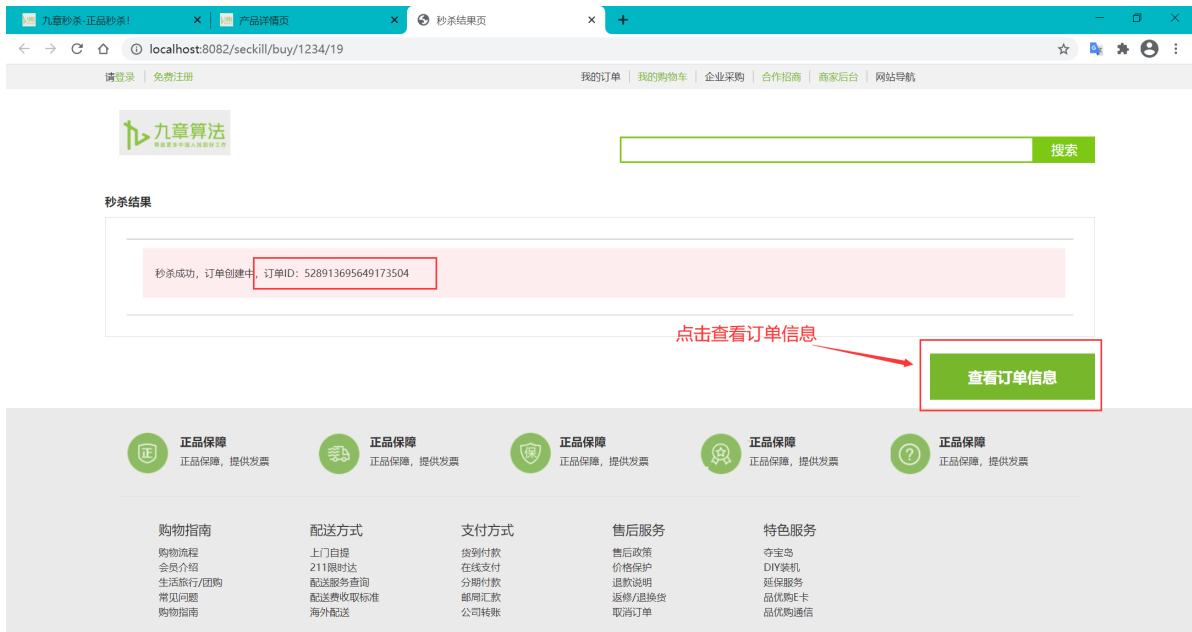 九章秒杀-正品秒杀!
产品详情页
秒杀结果页
localhost:8082/seckill/buy/1234/19
请登录 免费注册 我的订单 我的购物车 企业采购 合作招商 商家后台 网站导航
九章算法
帮助更多中国人找到好工作
搜索
秒杀结果
秒杀成功，订单创建中，订单ID：528913695649173504
点击查看订单信息
查看订单信息
正 正品保障
正品保障，提供发票
正品保障
正品保障，提供发票
保 正品保障
正品保障，提供发票
正品保障
正品保障，提供发票
? 正品保障
正品保障，提供发票
购物指南
购物流程
会员介绍
生活旅行/团购
常见问题
购物指南
配送方式
上门自提
211限时达
配送服务查询
配送费收取标准
海外配送
支付方式
货到付款
在线支付
分期付款
邮局汇款
公司转账
售后服务
售后政策
价格保护
退款说明
返修/退换货
取消订单
特色服务
夺宝岛
DIY装机
延保服务
品优购E卡
品优购通信